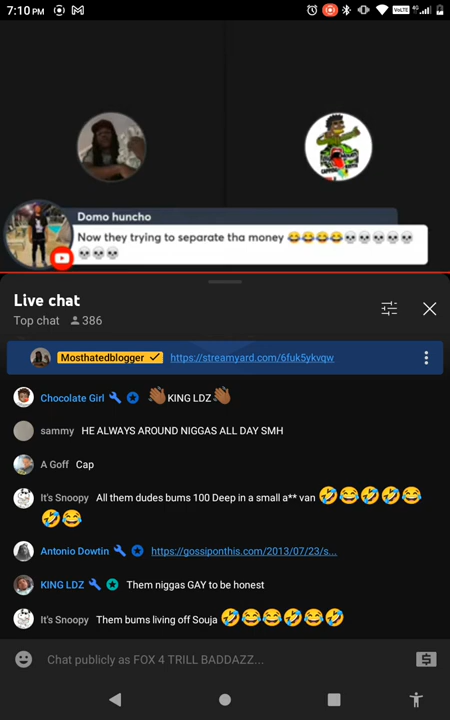 7:10 PM
VoLTE 4G
Domo huncho
Now they trying to separate tha money 😂😂😂😂💀💀💀💀💀
💀💀💀
Live chat
Top chat 386
Mosthatedblogger https://streamyard.com/6fuk5ykvqw
Chocolate Girl 👋🏾KING LDZ👋🏾
sammy HE ALWAYS AROUND NIGGAS ALL DAY SMH
A Goff Cap
It's Snoopy All them dudes bums 100 Deep in a small a** van 🤣😂🤣🤣😂
🤣😂
Antonio Dowtin https://gossiponthis.com/2013/07/23/s...
KING LDZ Them niggas GAY to be honest
It's Snoopy Them bums living off Souja 🤣😂😂🤣😂🤣
Chat publicly as FOX 4 TRILL BADDAZZ...